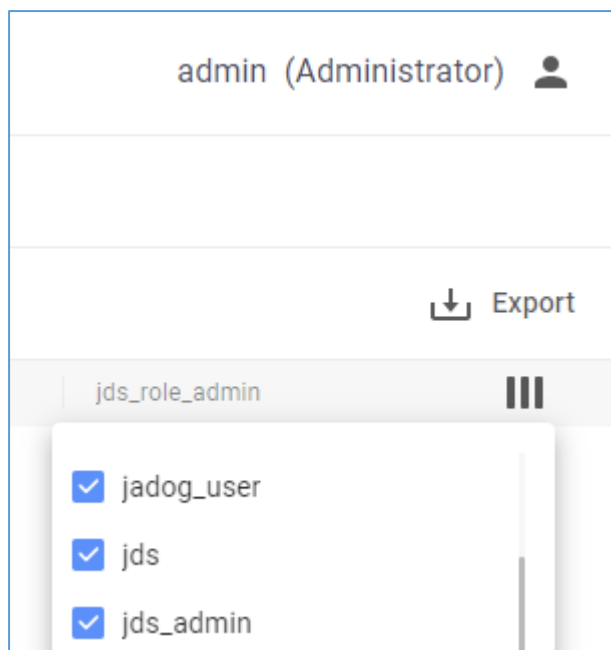 admin (Administrator)
Export
jds_role_admin
jadog_user
jds
jds_admin